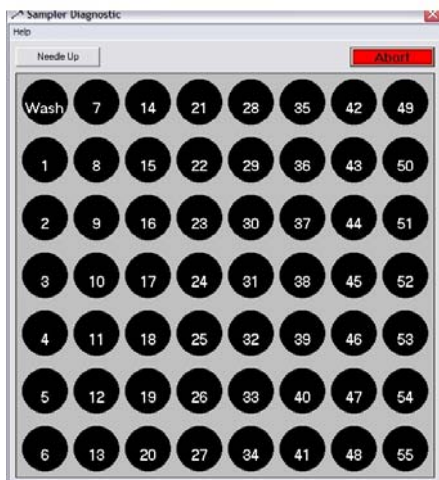 Sampler Diagnostic
Help
Needle Up Abort
Wash 7 14 21 28 35 42 49
1 8 15 22 29 36 43 50
2 9 16 23 30 37 44 51
3 10 17 24 31 38 45 52
4 11 18 25 32 39 46 53
5 12 19 26 33 40 47 54
6 13 20 27 34 41 48 55